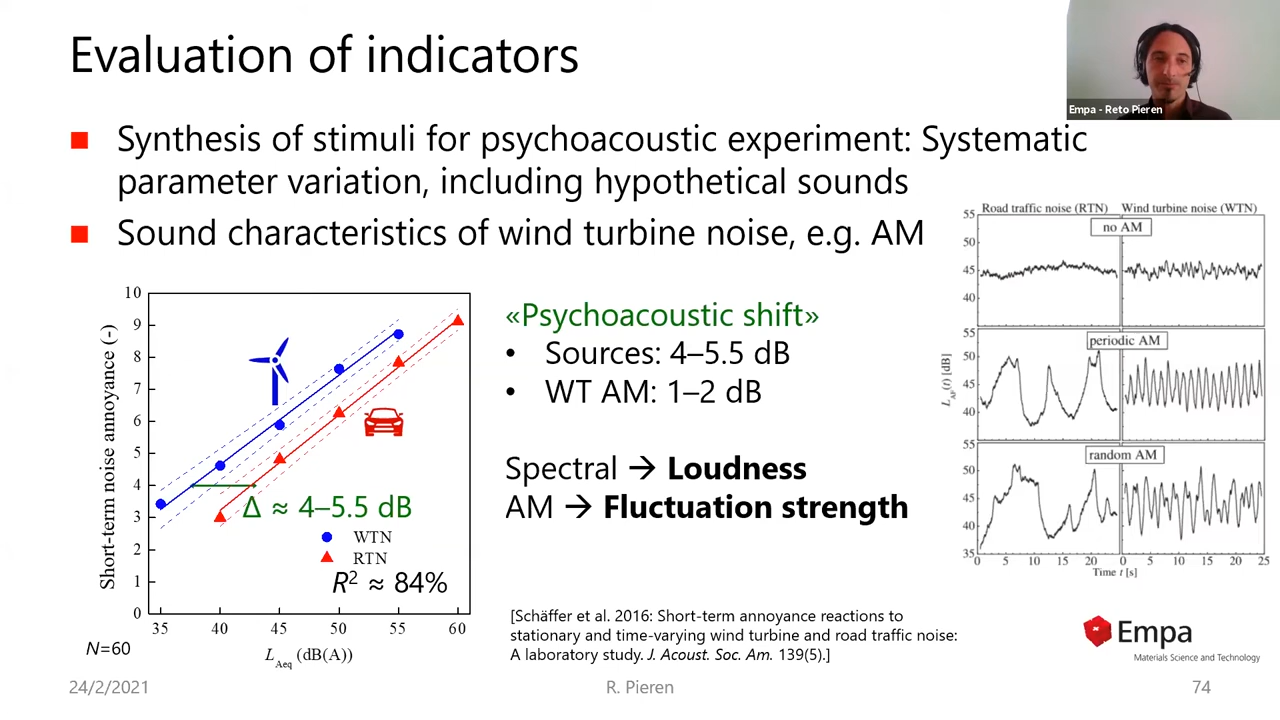 Evaluation of indicators
Empa - Reto Pieren
■ Synthesis of stimuli for psychoacoustic experiment: Systematic
parameter variation, including hypothetical sounds
■ Sound characteristics of wind turbine noise, e.g. AM
Short-term noise annoyance (-)
10
9
8
7
6
5
4
3
2
1
0
35 40 45 50 55 60
L_Aeq (dB(A))
Δ ≈ 4–5.5 dB
WTN
RTN
R² ≈ 84%
N=60
«Psychoacoustic shift»
• Sources: 4–5.5 dB
• WT AM: 1–2 dB
Spectral → Loudness
AM → Fluctuation strength
[Schäffer et al. 2016: Short-term annoyance reactions to
stationary and time-varying wind turbine and road traffic noise:
A laboratory study. J. Acoust. Soc. Am. 139(5).]
Road traffic noise (RTN) Wind turbine noise (WTN)
no AM
55
50
45
40
periodic AM
55
50
45
40
random AM
55
50
45
40
35
L_AF(t) [dB]
0 5 10 15 20 0 5 10 15 20 25
Time t [s]
Empa
Materials Science and Technology
24/2/2021
R. Pieren
74